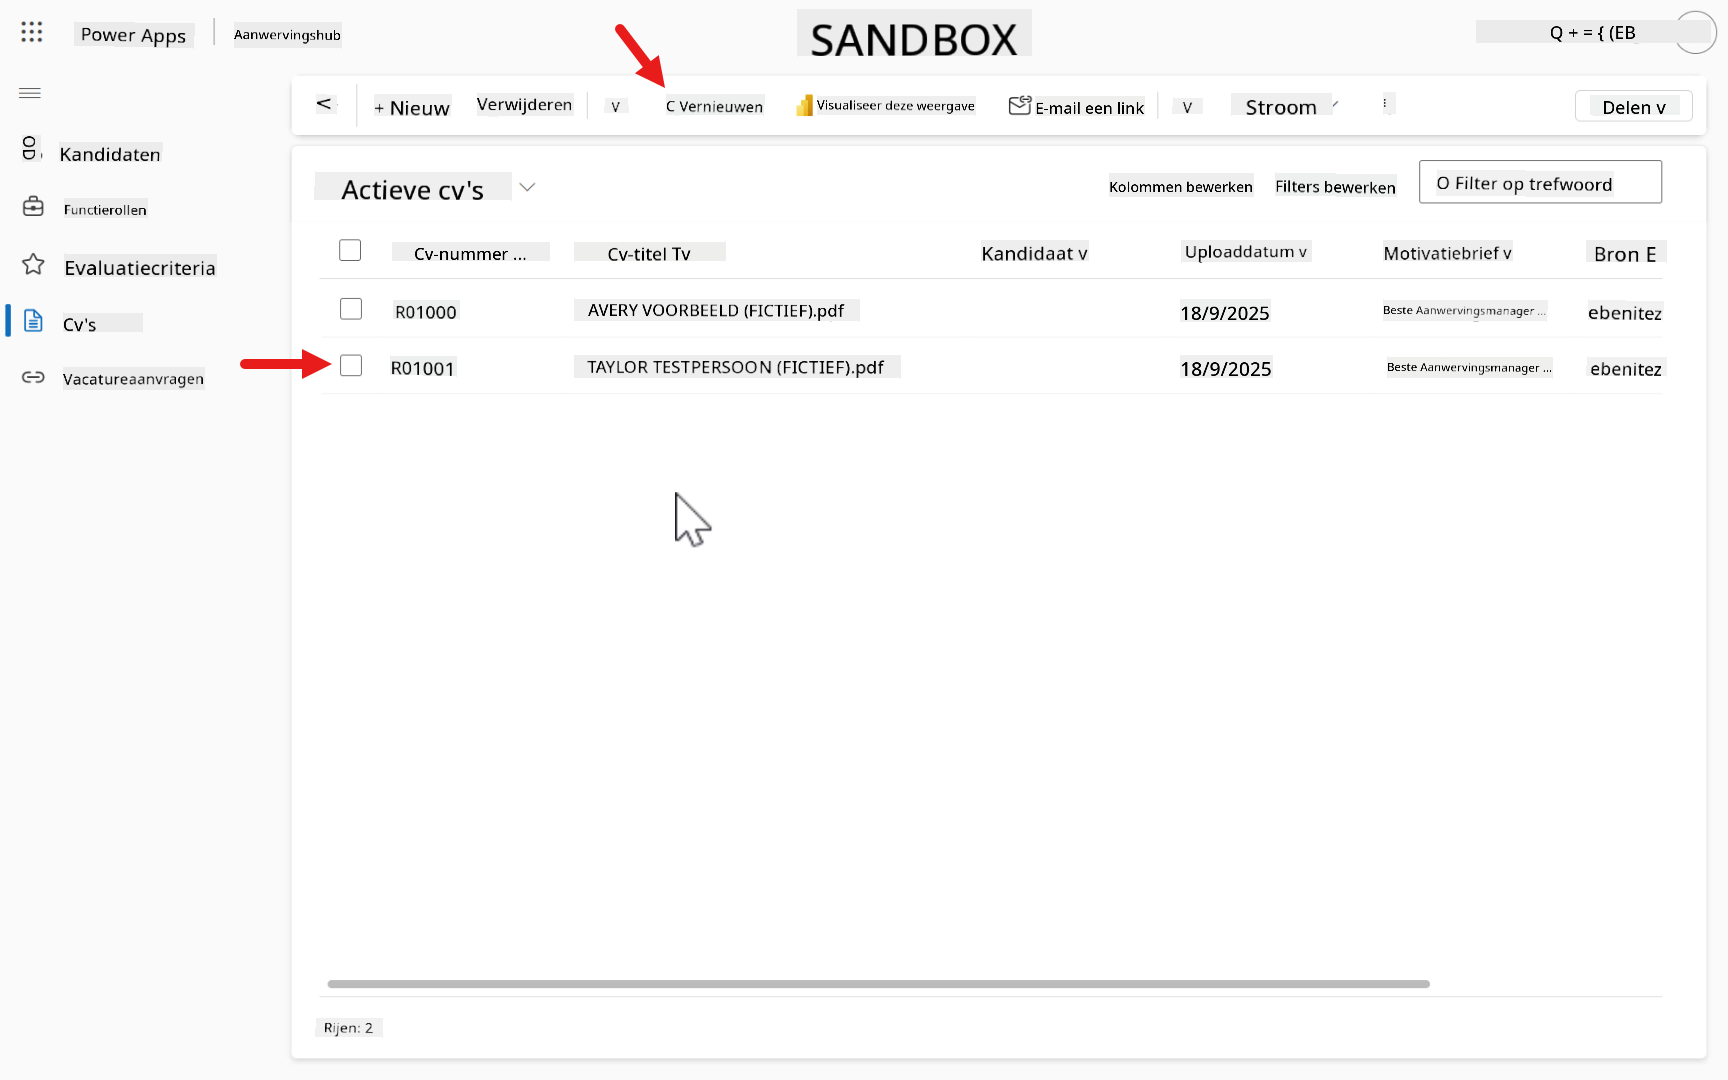 Power Apps
Aanwervingshub
SANDBOX
Q + = { (EB
< + Nieuw Verwijderen v C Vernieuwen Visualiseer deze weergave E-mail een link v Stroom Delen v
OD,
Kandidaten
Functierollen
Evaluatiecriteria
Cv's
Vacatureaanvragen
Actieve cv's
Kolommen bewerken Filters bewerken O Filter op trefwoord
Cv-nummer ... Cv-titel Tv Kandidaat v Uploaddatum v Motivatiebrief v Bron E
R01000 AVERY VOORBEELD (FICTIEF).pdf 18/9/2025 Beste Aanwervingsmanager ... ebenitez
R01001 TAYLOR TESTPERSOON (FICTIEF).pdf 18/9/2025 Beste Aanwervingsmanager ... ebenitez
Rijen: 2